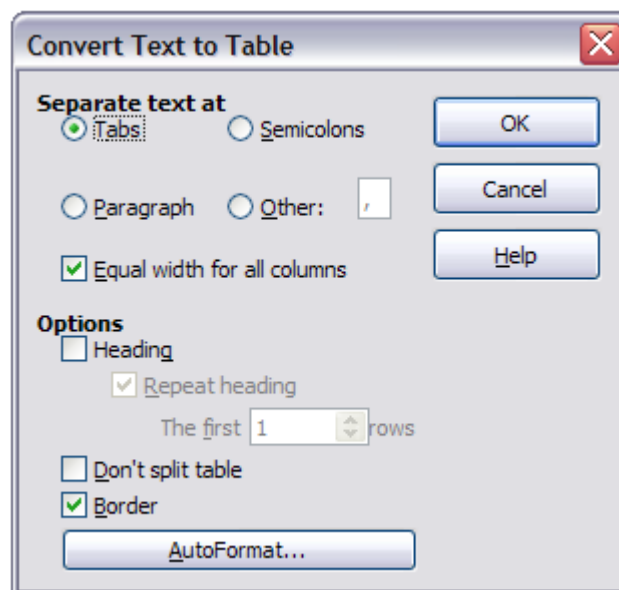 Convert Text to Table
Separate text at
Tabs
Semicolons
OK
Paragraph
Other: ,
Cancel
Equal width for all columns
Help
Options
Heading
Repeat heading
The first 1 rows
Don't split table
Border
AutoFormat...